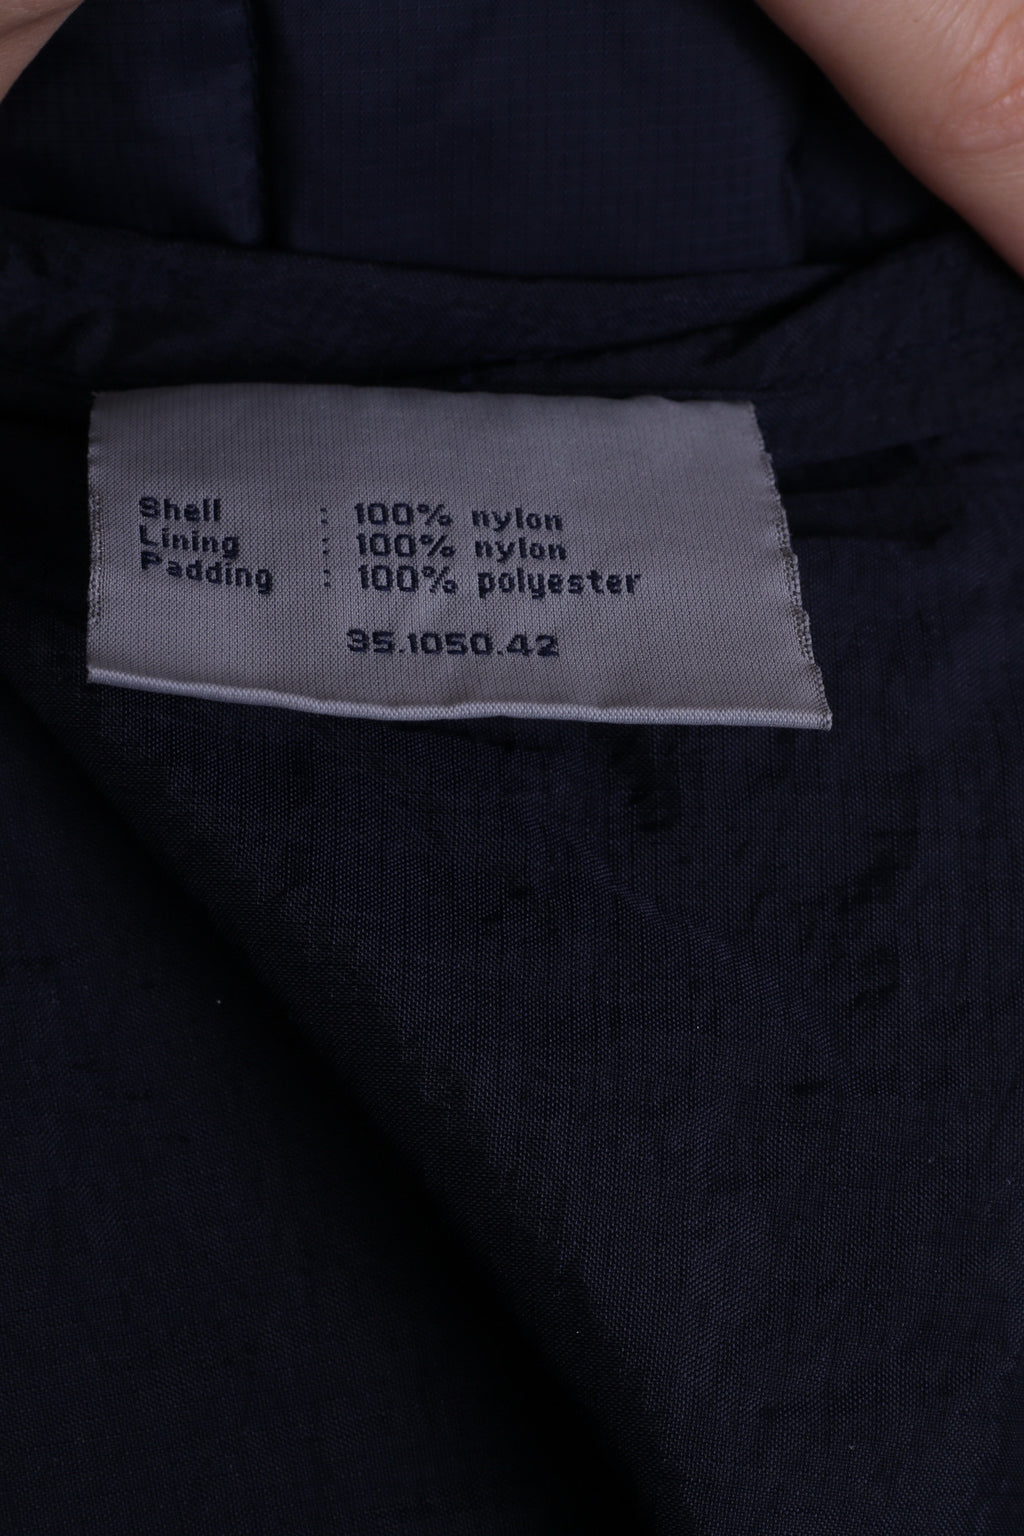 Shell : 100% nylon
Lining : 100% nylon
Padding : 100% polyester
35.1050.42